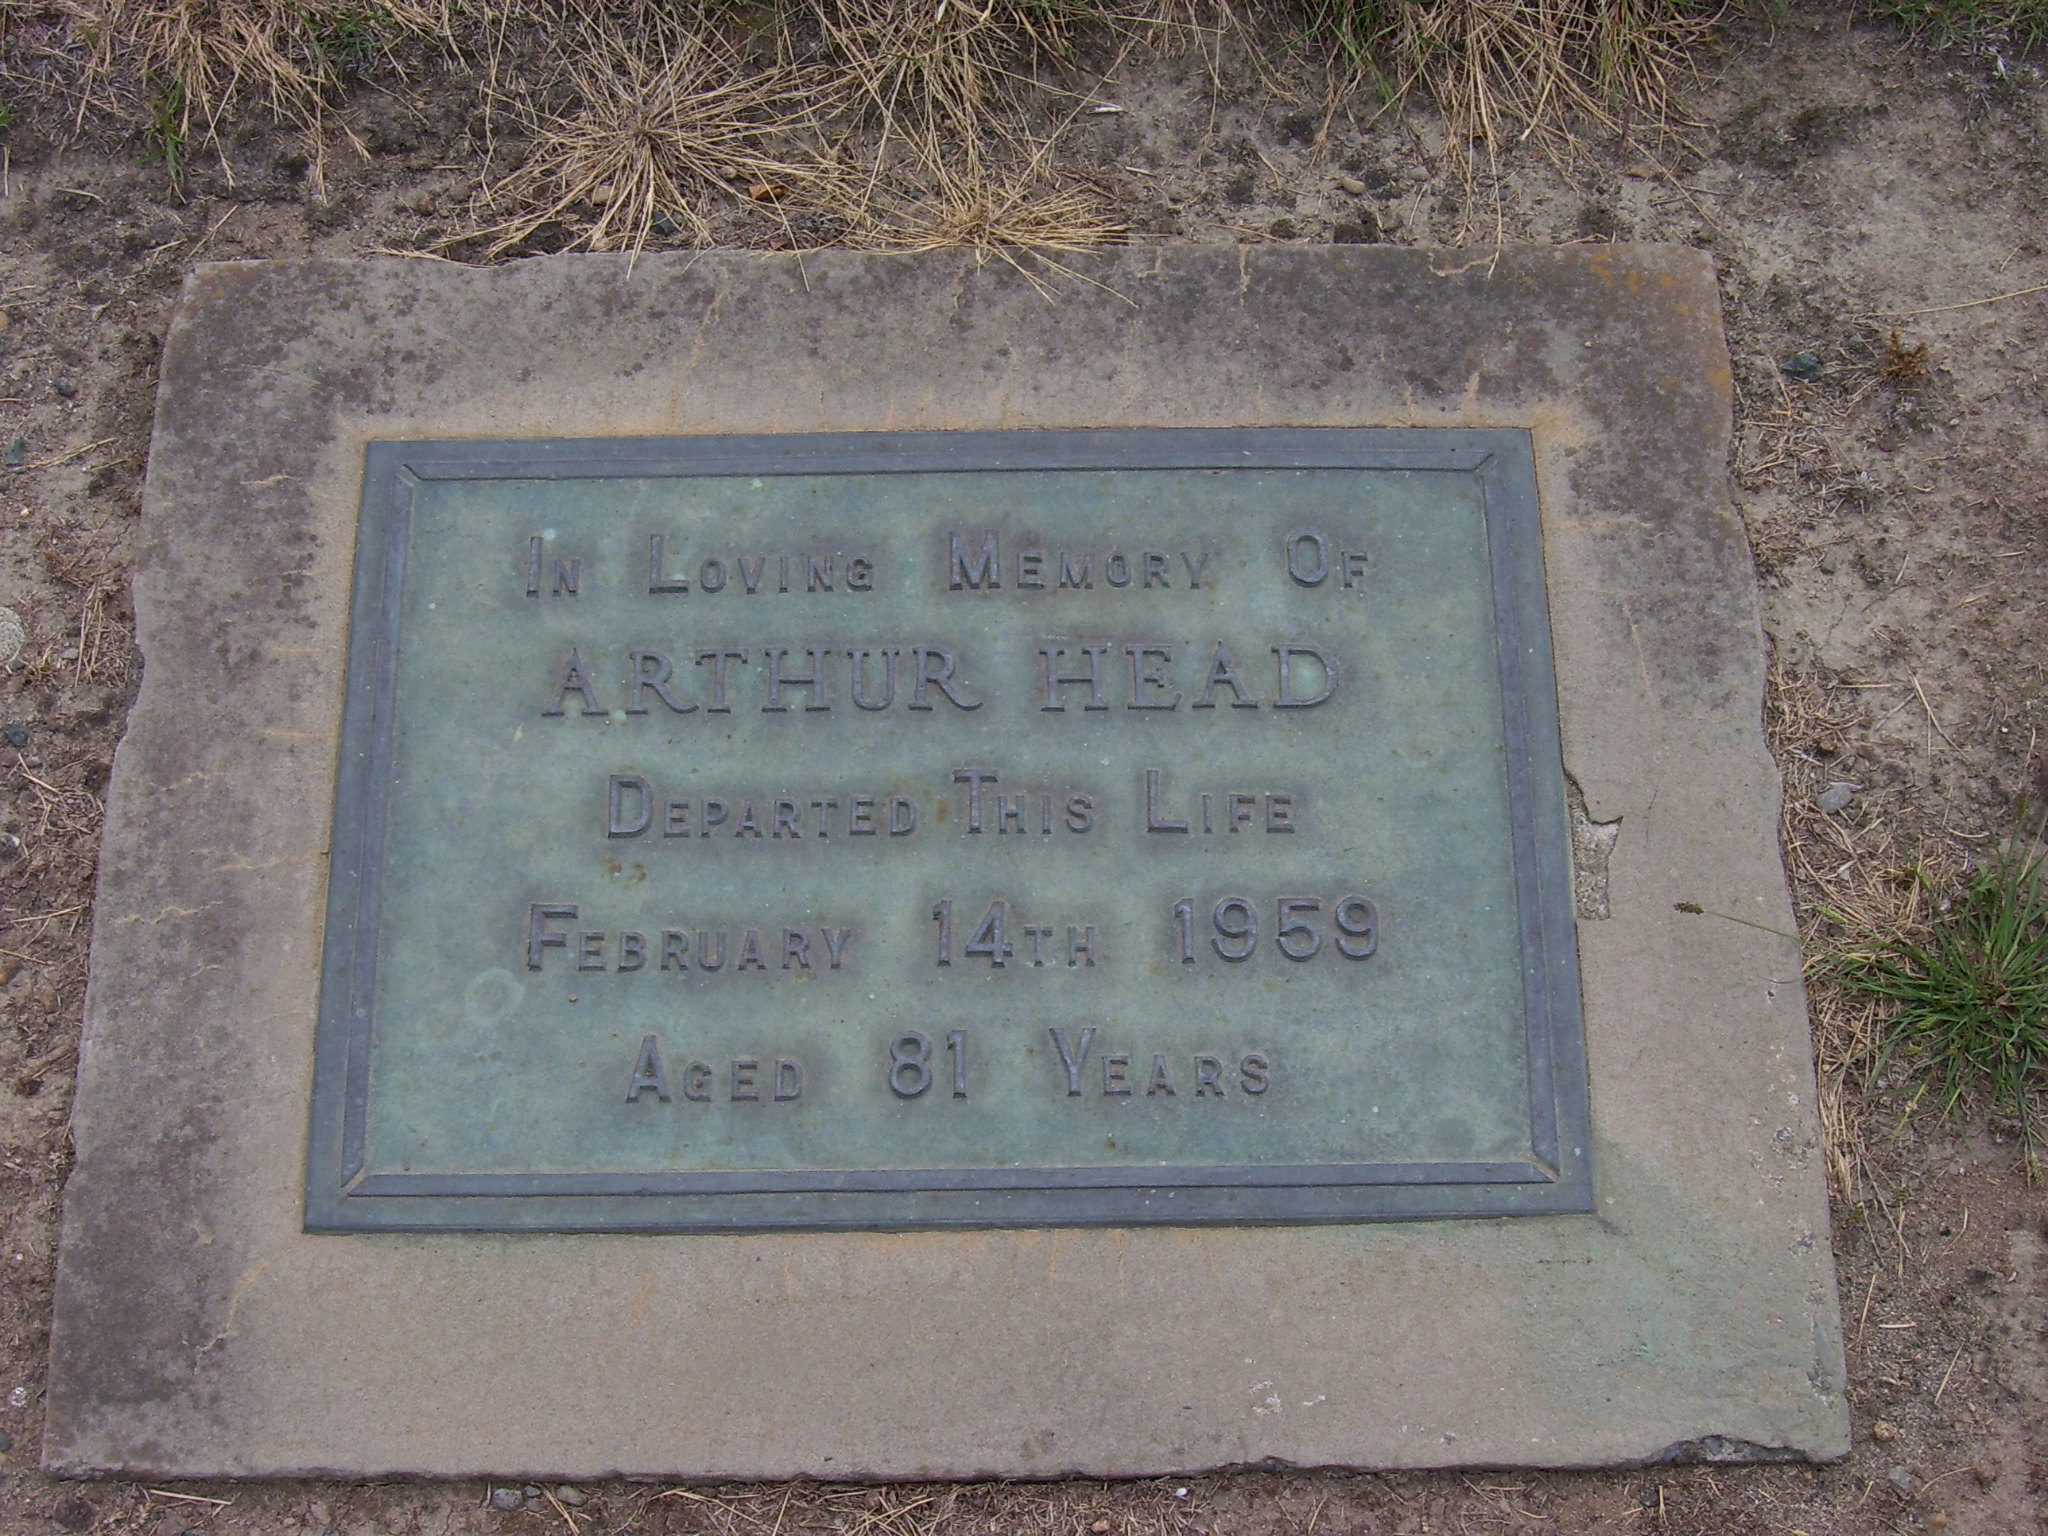 In Loving Memory Of
ARTHUR HEAD
Departed This Life
February 14th 1959
Aged 81 Years